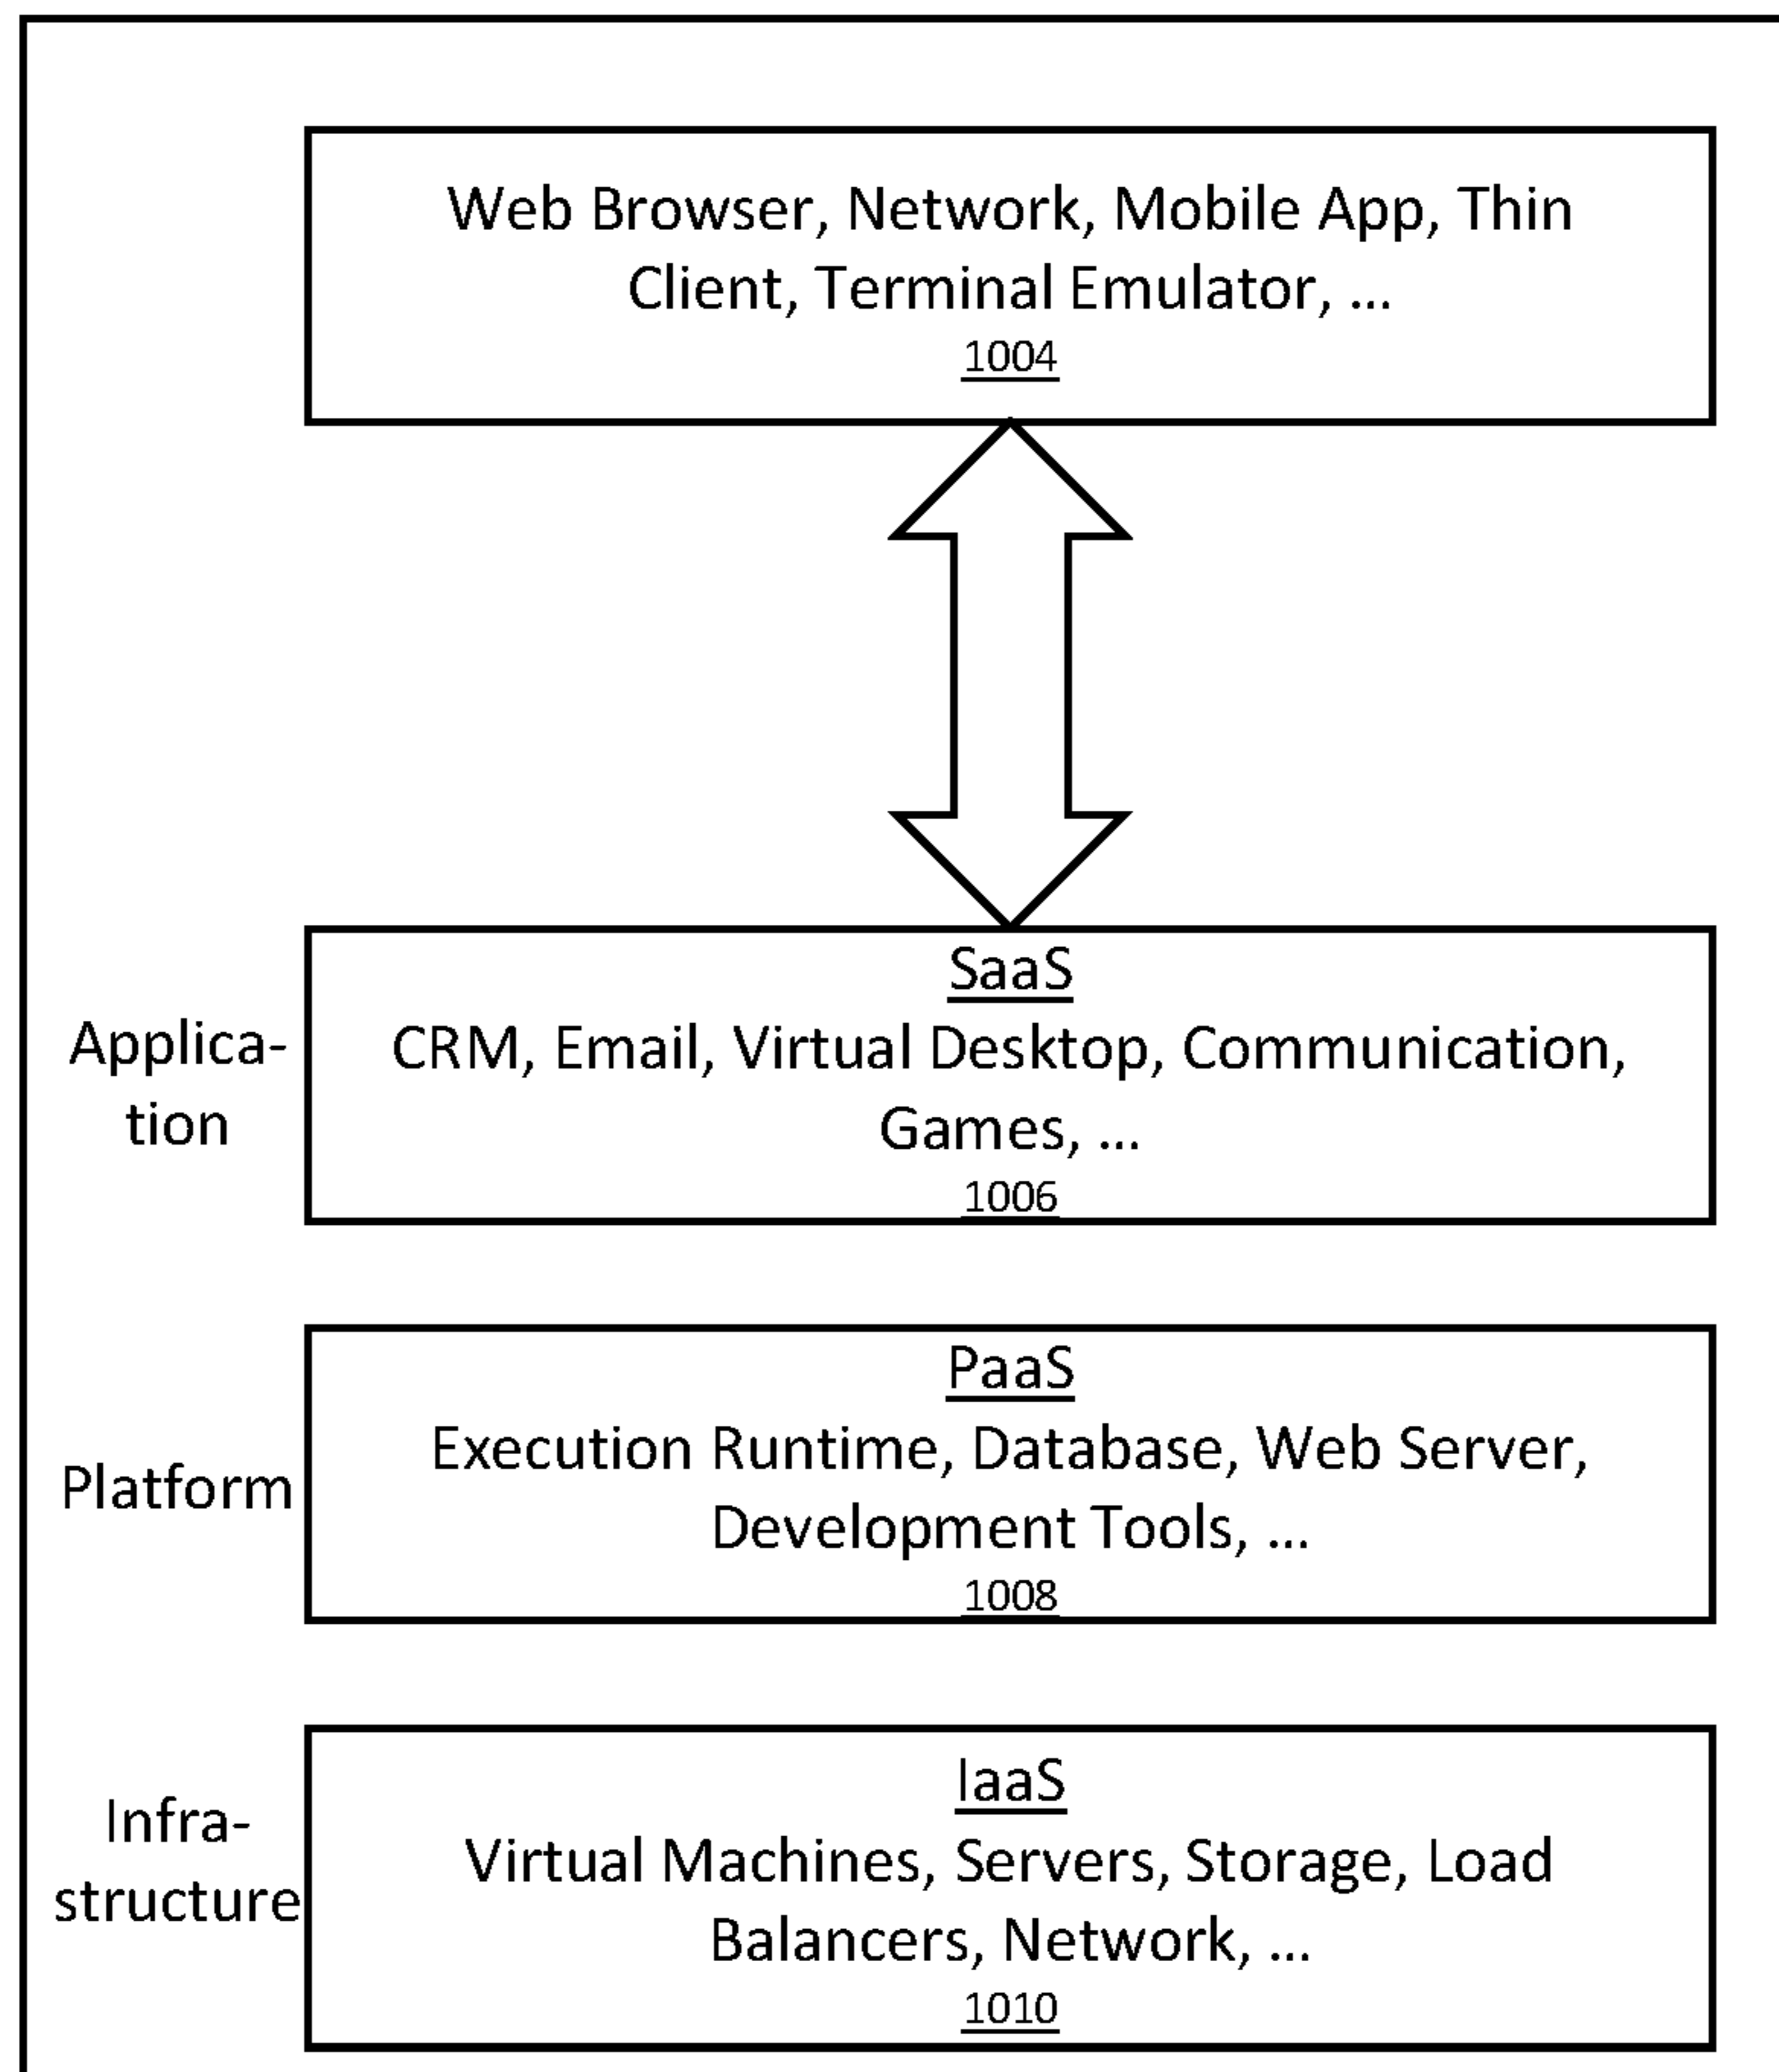 Web Browser, Network, Mobile App, Thin
Client, Terminal Emulator, ...
1004
SaaS
Applica-
tion
CRM, Email, Virtual Desktop, Communication,
Games, ...
1006
PaaS
Platform
Execution Runtime, Database, Web Server,
Development Tools, ...
1008
IaaS
Infra-
structure
Virtual Machines, Servers, Storage, Load
Balancers, Network, ...
1010